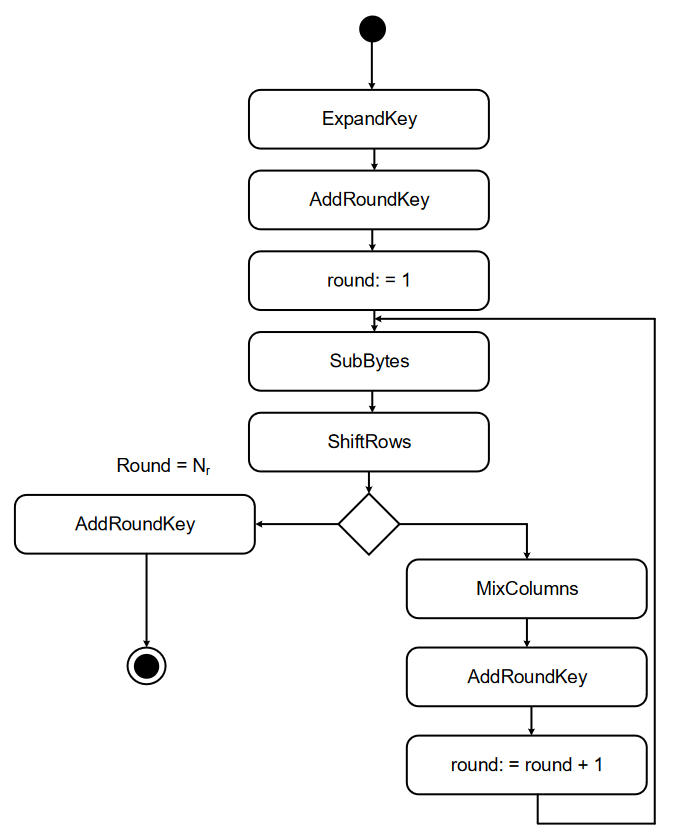 ExpandKey
AddRoundKey
round: = 1
SubBytes
ShiftRows
Round = Nr
AddRoundKey
MixColumns
AddRoundKey
round: = round + 1